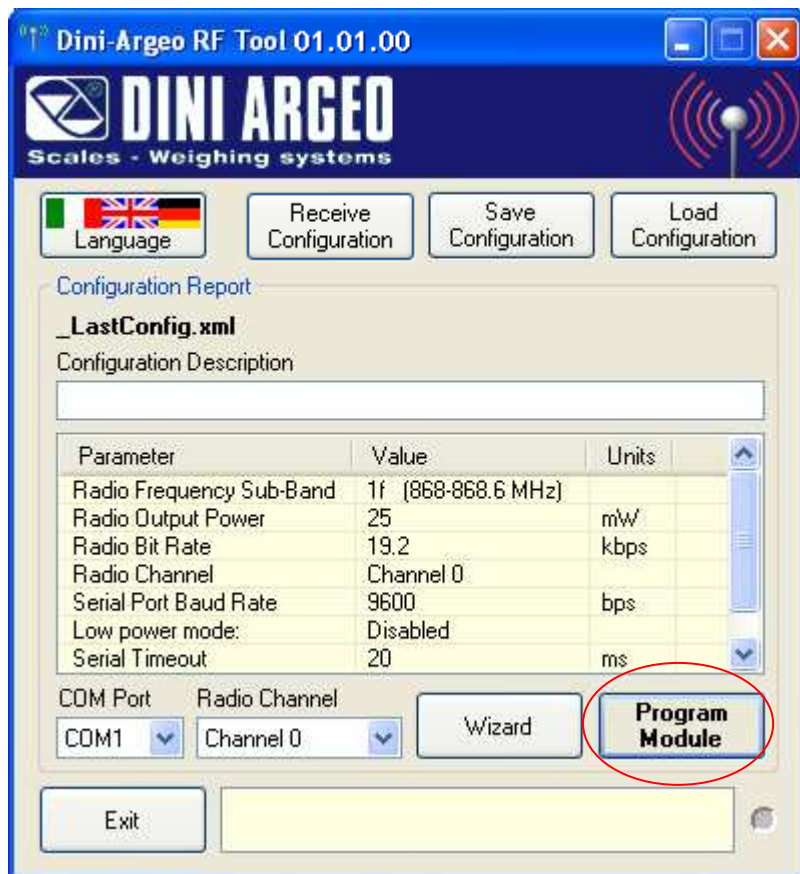 Dini-Argeo RF Tool 01.01.00
DINI ARGEO
Scales - Weighing systems
Language
Receive Configuration
Save Configuration
Load Configuration
Configuration Report
_LastConfig.xml
Configuration Description
Parameter Value Units
Radio Frequency Sub-Band 1f (868-868.6 MHz)
Radio Output Power 25 mW
Radio Bit Rate 19.2 kbps
Radio Channel Channel 0
Serial Port Baud Rate 9600 bps
Low power mode: Disabled
Serial Timeout 20 ms
COM Port Radio Channel
COM1 Channel 0 Wizard
Program
Module
Exit